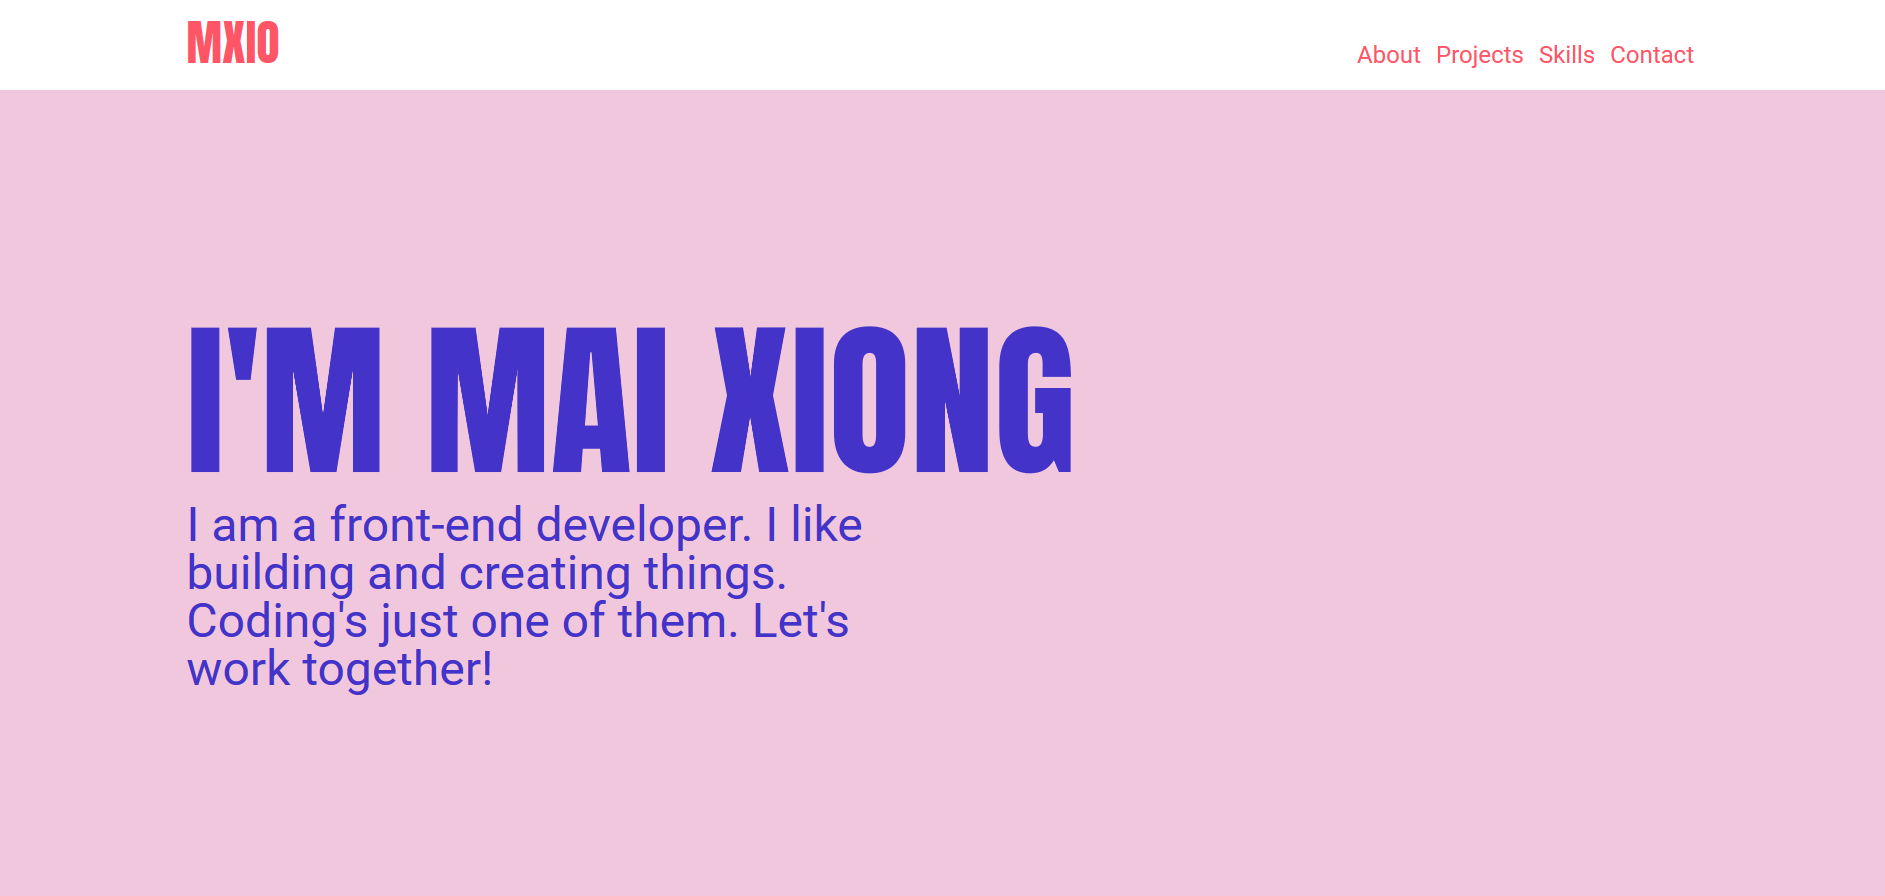 MXIO
About Projects Skills Contact
I'M MAI XIONG
I am a front-end developer. I like
building and creating things.
Coding's just one of them. Let's
work together!